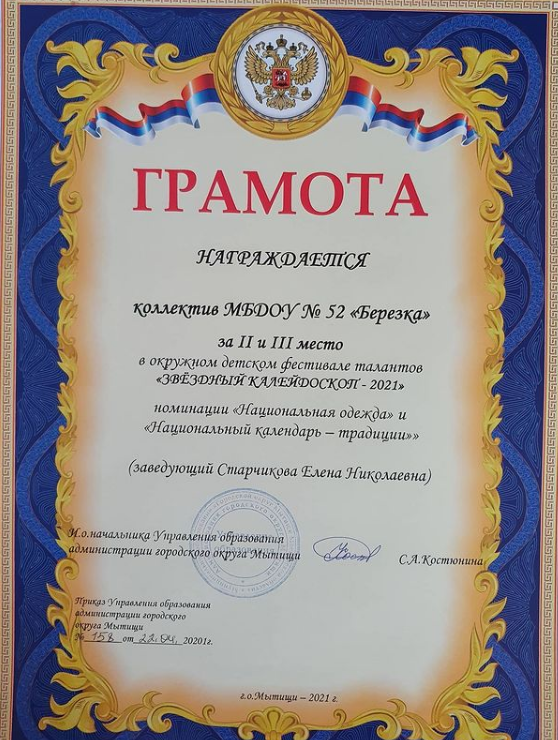 ГРАМОТА
НАГРАЖДАЕТСЯ
коллектив МБДОУ № 52 «Березка»
за II и III место
в окружном детском фестивале талантов
«ЗВЁЗДНЫЙ КАЛЕЙДОСКОП - 2021»
номинации «Национальная одежда» и
«Национальный календарь – традиции»»
(заведующий Старчикова Елена Николаевна)
И.о.начальника Управления образования
администрации городского округа Мытищи
С.А.Костюнина
Приказ Управления образования
администрации городского
округа Мытищи
№ 158 от 22.04. 20201г.
г.о.Мытищи – 2021 г.